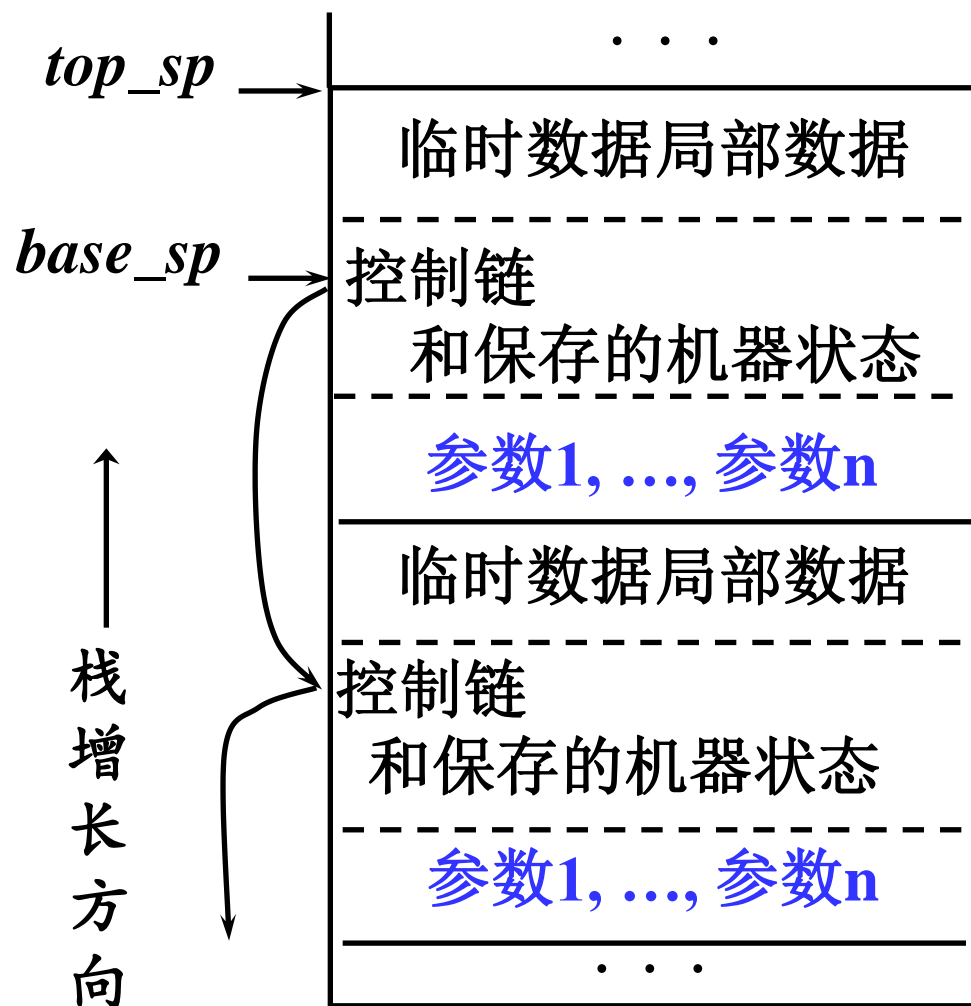 · · ·
top_sp
临时数据局部数据
base_sp
控制链
和保存的机器状态
参数1, …, 参数n
临时数据局部数据
控制链
和保存的机器状态
参数1, …, 参数n
· · ·
栈
增
长
方
向